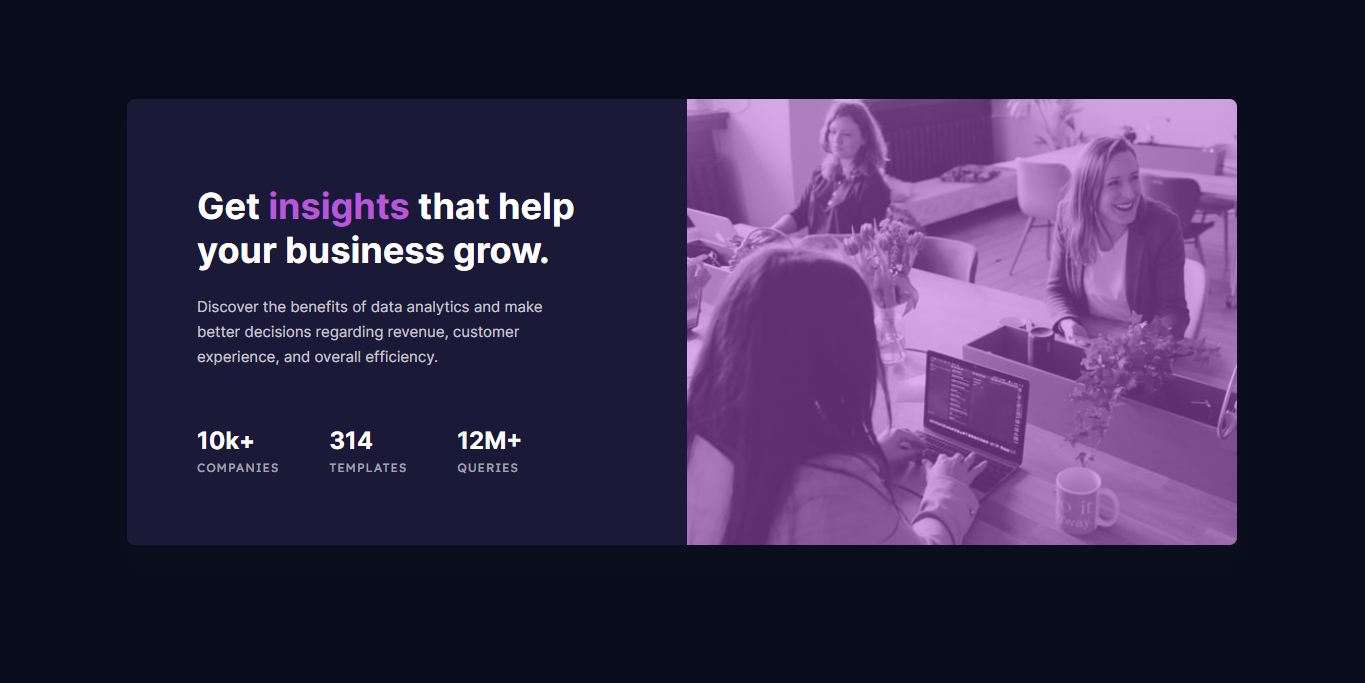 Get insights that help
your business grow.
Discover the benefits of data analytics and make
better decisions regarding revenue, customer
experience, and overall efficiency.
10k+ 314 12M+
COMPANIES TEMPLATES QUERIES